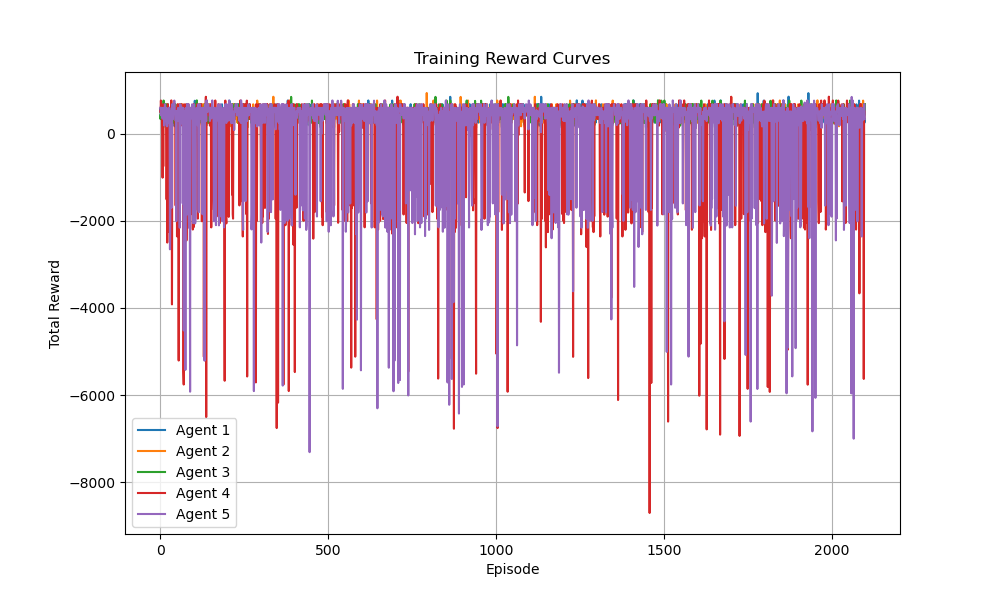 Training Reward Curves
Total Reward
0
−2000
−4000
−6000
−8000
Agent 1
Agent 2
Agent 3
Agent 4
Agent 5
0 500 1000 1500 2000
Episode